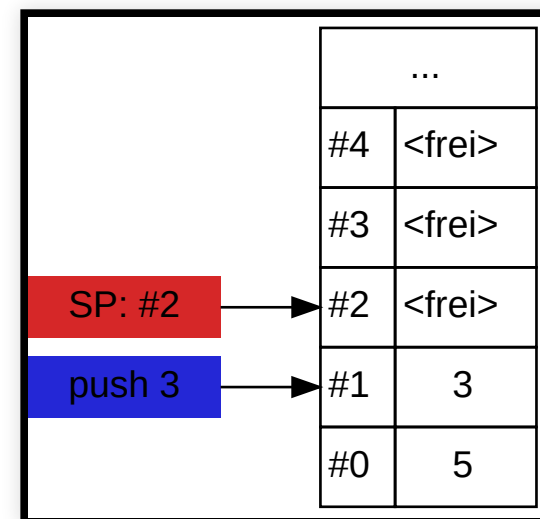 ...
#4 <frei>
#3 <frei>
SP: #2 #2 <frei>
push 3 #1 3
#0 5